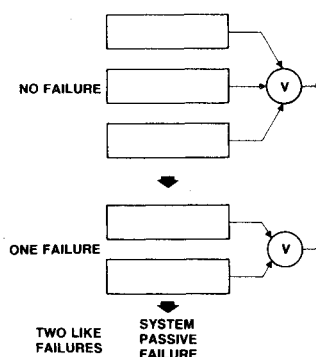 NO FAILURE
V
ONE FAILURE
V
TWO LIKE
FAILURES
SYSTEM
PASSIVE
FAILURE